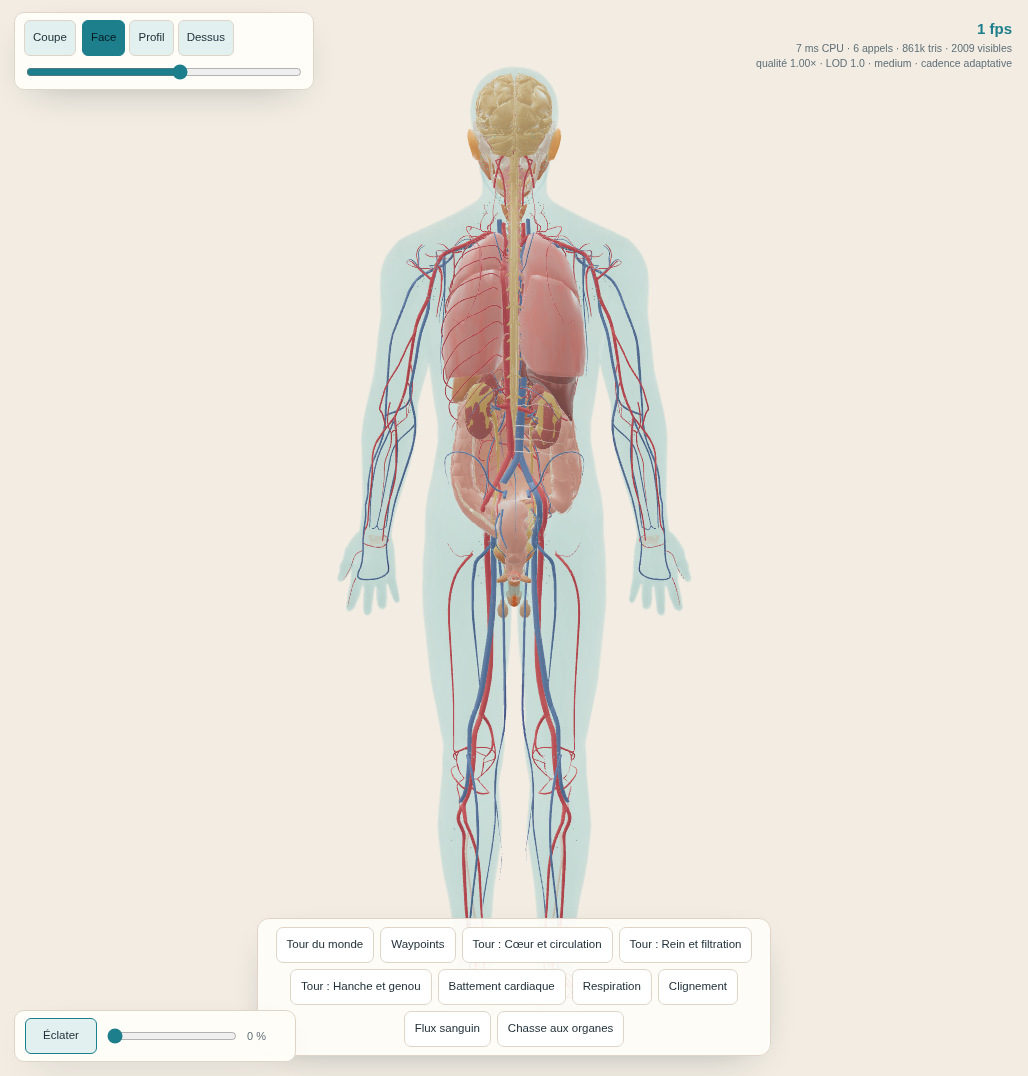 Coupe Face Profil Dessus
1 fps
7 ms CPU · 6 appels · 861k tris · 2009 visibles
qualité 1.00× · LOD 1.0 · medium · cadence adaptative
Tour du monde Waypoints Tour : Cœur et circulation Tour : Rein et filtration
Tour : Hanche et genou Battement cardiaque Respiration Clignement
Flux sanguin Chasse aux organes
Éclater 0 %